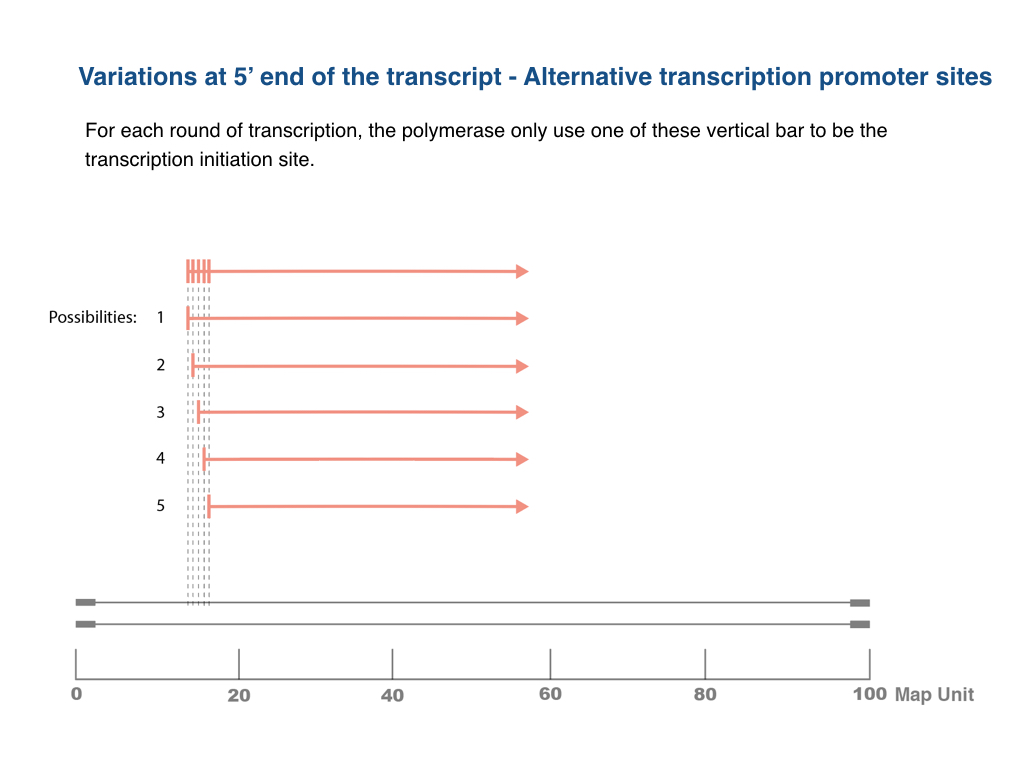 Variations at 5’ end of the transcript - Alternative transcription promoter sites
For each round of transcription, the polymerase only use one of these vertical bar to be the
transcription initiation site.
Possibilities: 1
2
3
4
5
0 20 40 60 80 100 Map Unit